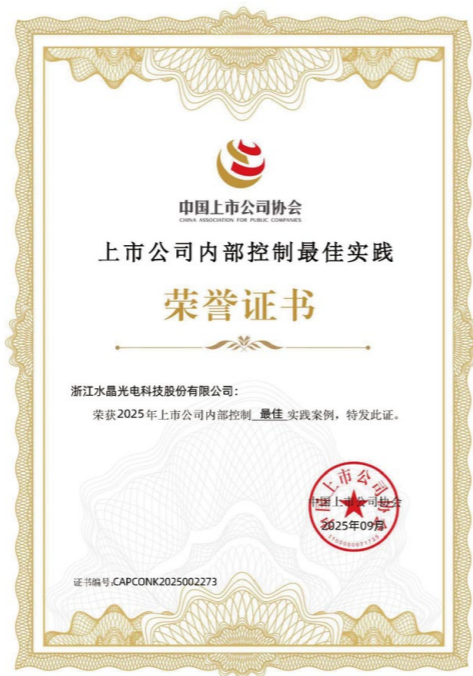 中国上市公司协会
CHINA ASSOCIATION FOR PUBLIC COMPANIES
上市公司内部控制最佳实践
荣誉证书
浙江水晶光电科技股份有限公司：
荣获2025年上市公司内部控制 最佳 实践案例，特发此证。
中国上市公司协会
2025年09月
证书编号:CAPCONK2025002273